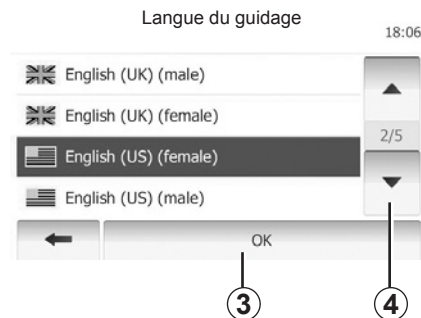 Langue du guidage
18:06
English (UK) (male)
English (UK) (female)
2/5
English (US) (female)
English (US) (male)
OK
3
4